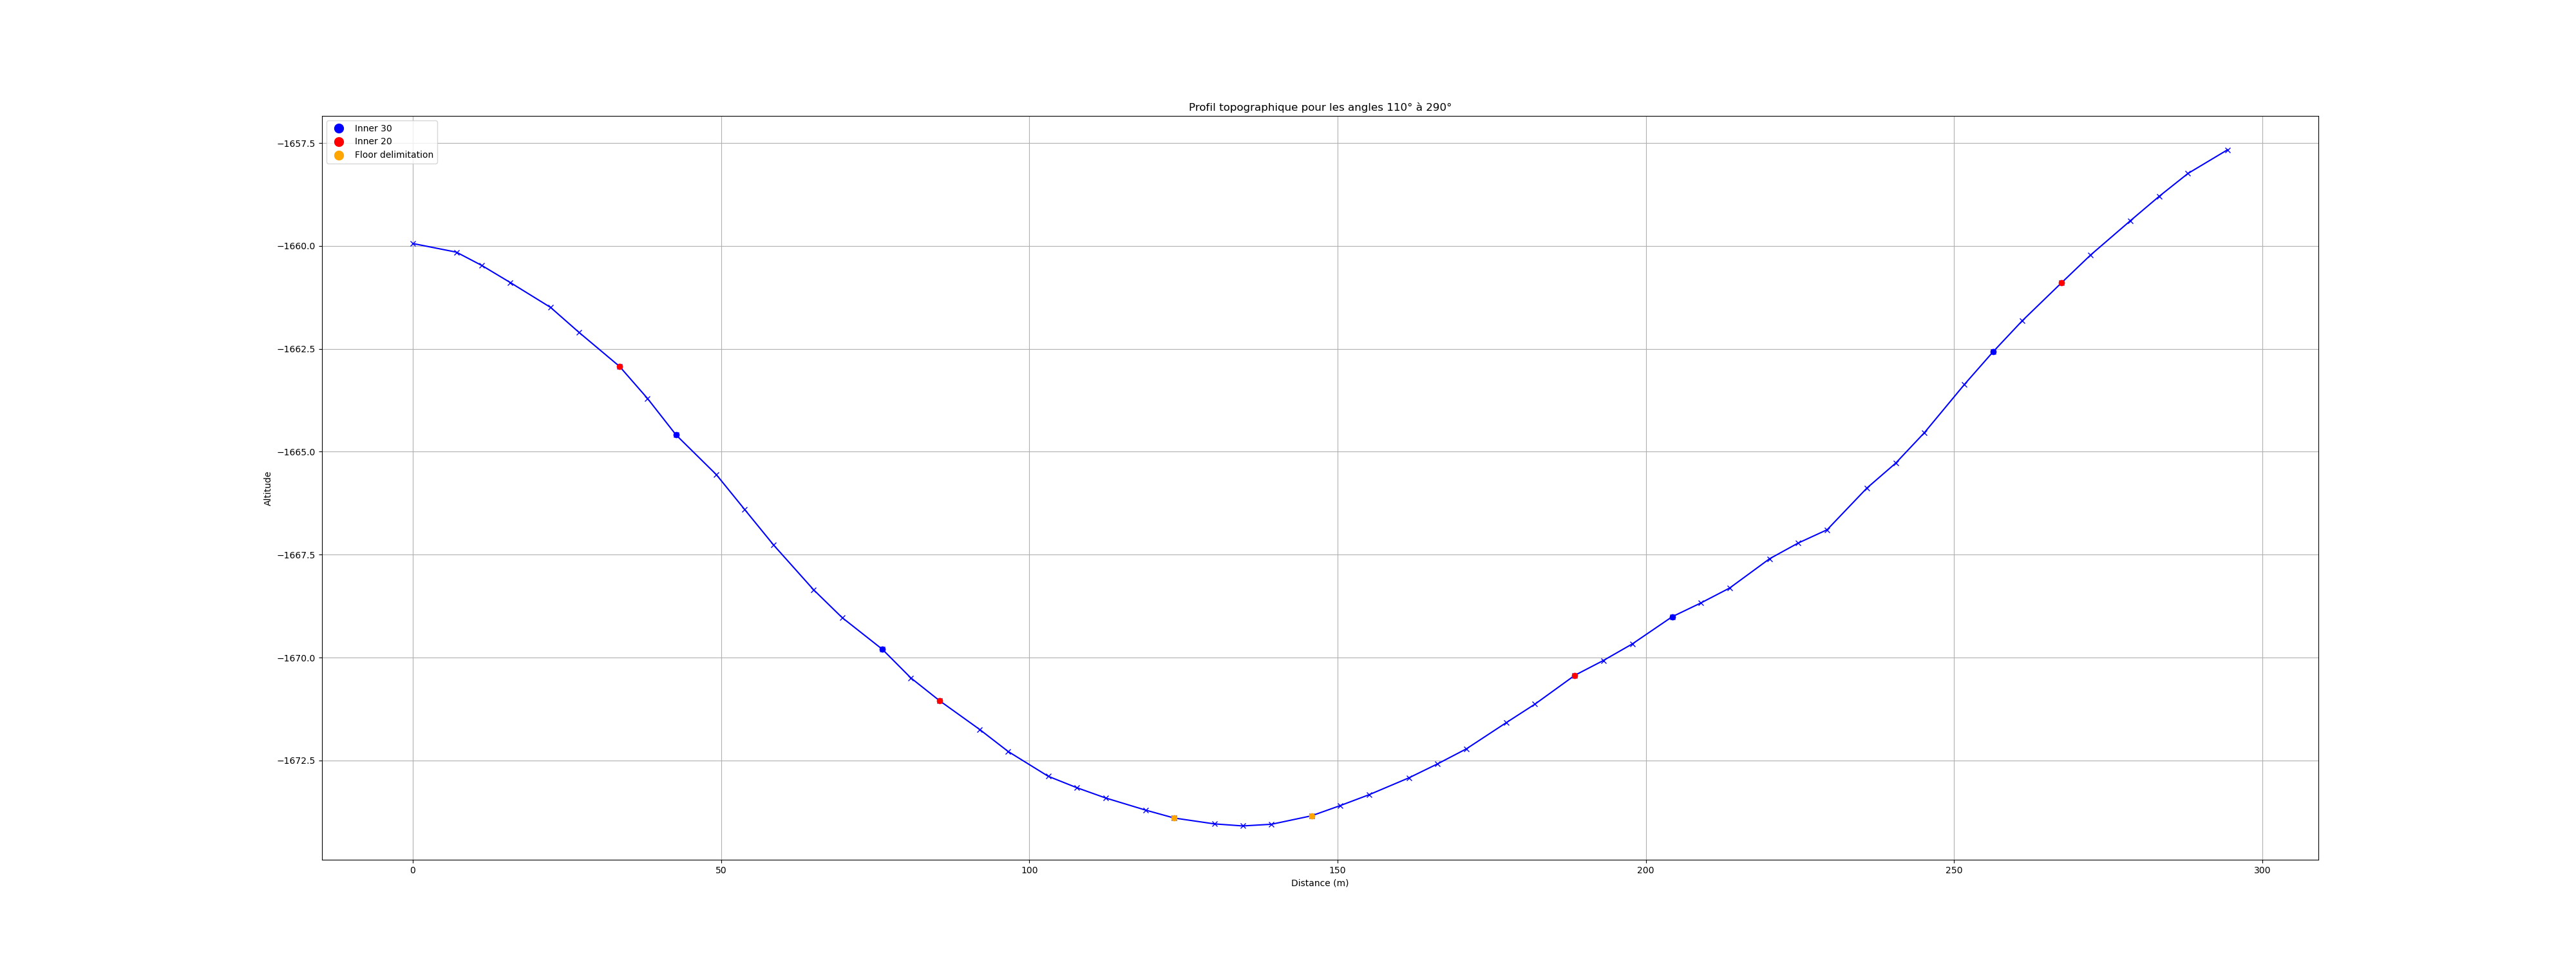 Profil topographique pour les angles 110° à 290°
Inner 30
Inner 20
Floor delimitation
−1657.5
−1660.0
−1662.5
−1665.0
−1667.5
−1670.0
−1672.5
Altitude
0 50 100 150 200 250 300
Distance (m)